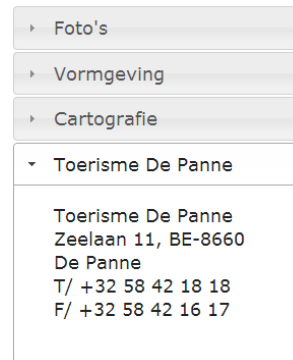 Foto's
Vormgeving
Cartografie
Toerisme De Panne
Toerisme De Panne
Zeelaan 11, BE-8660
De Panne
T/ +32 58 42 18 18
F/ +32 58 42 16 17